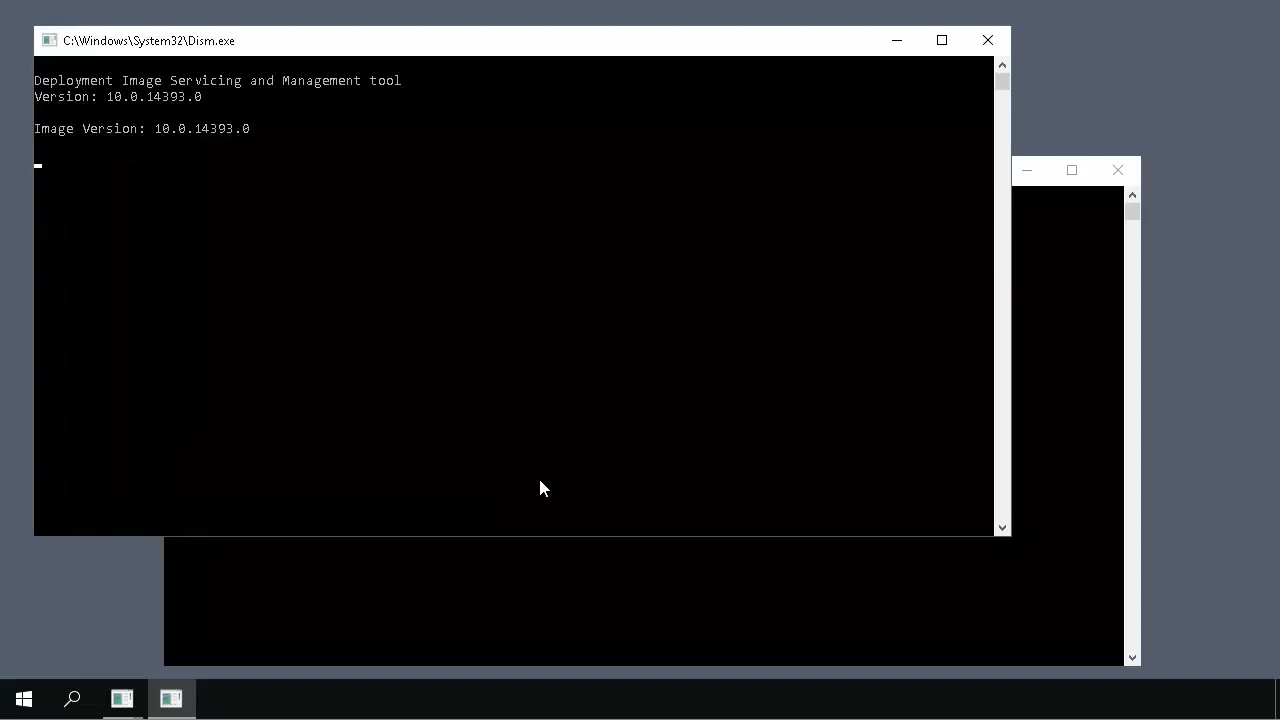 C:\Windows\System32\Dism.exe
Deployment Image Servicing and Management tool
Version: 10.0.14393.0
Image Version: 10.0.14393.0